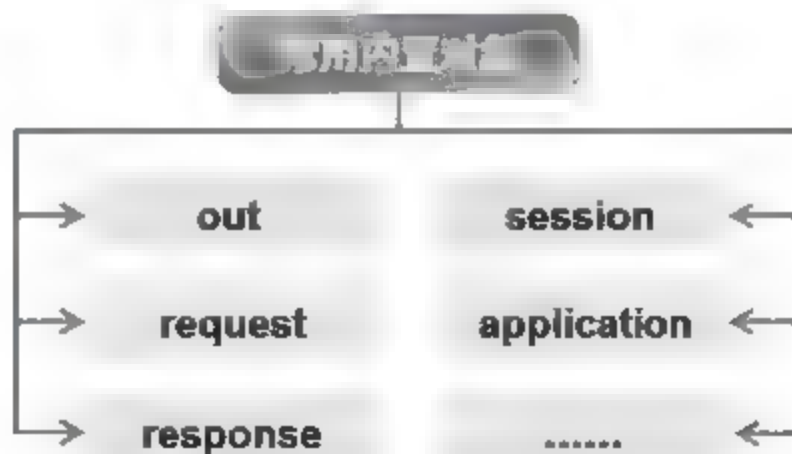 out session
request application
response ......